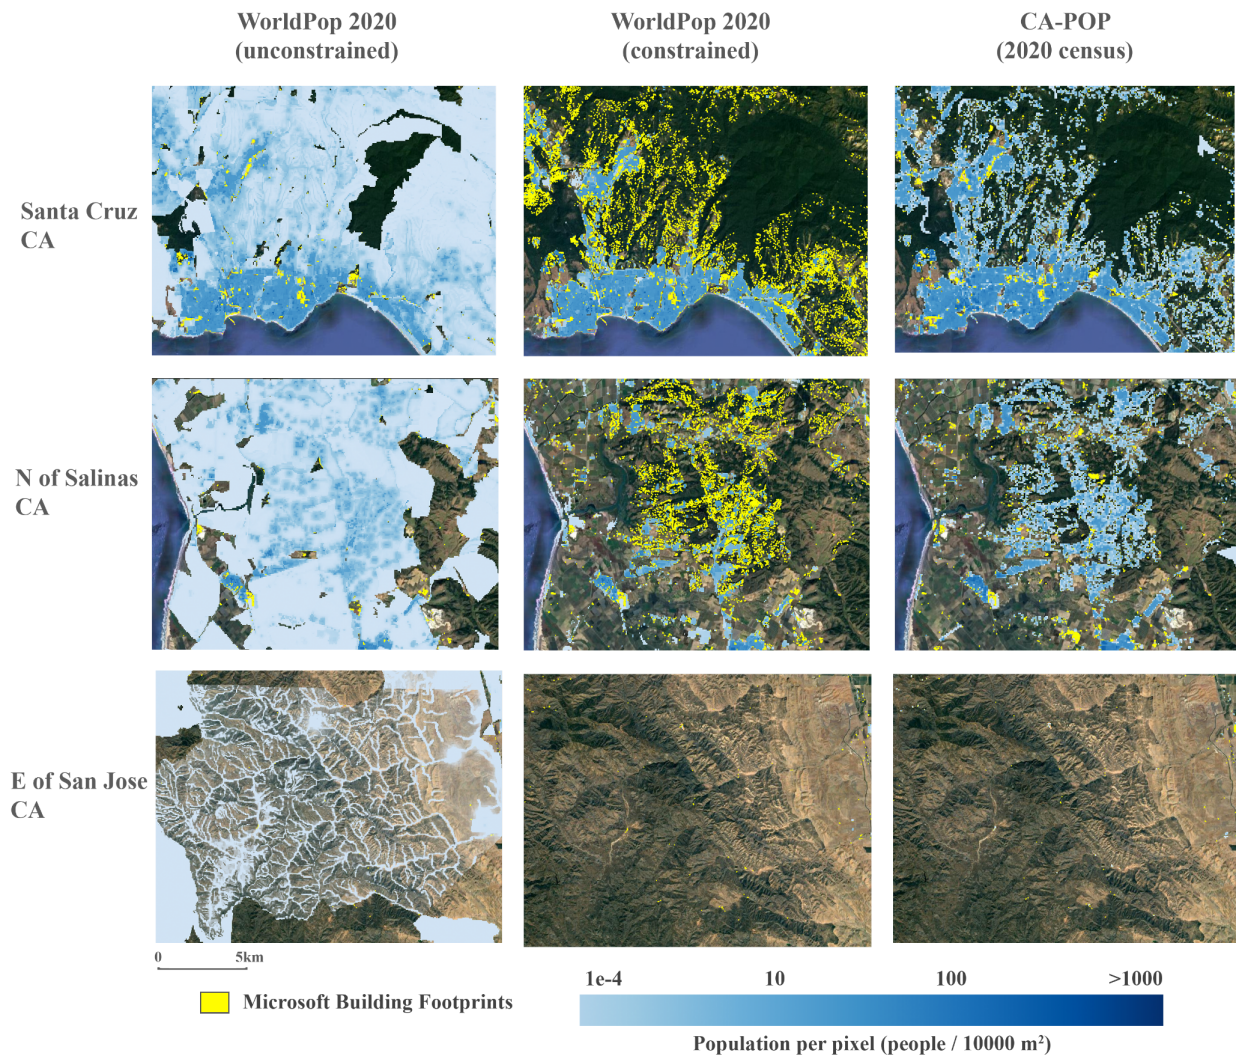 WorldPop 2020
(unconstrained)
WorldPop 2020
(constrained)
CA-POP
(2020 census)
Santa Cruz
CA
N of Salinas
CA
E of San Jose
CA
0 5km
Microsoft Building Footprints
1e-4 10 100 >1000
Population per pixel (people / 10000 m²)